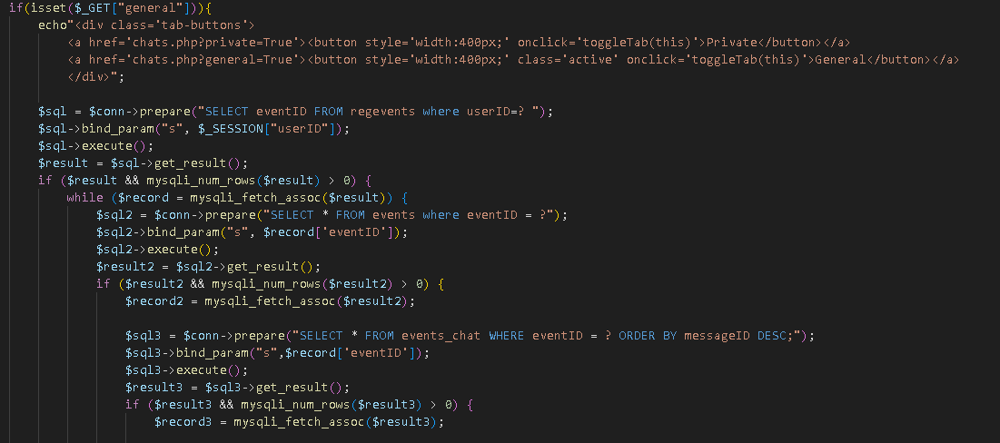 if(isset($_GET["general"])){
echo"<div class='tab-buttons'>
<a href='chats.php?private=True'><button style='width:400px;' onclick='toggleTab(this)'>Private</button></a>
<a href='chats.php?general=True'><button style='width:400px;' class='active' onclick='toggleTab(this)'>General</button></a>
</div>";
$sql = $conn->prepare("SELECT eventID FROM regevents where userID=? ");
$sql->bind_param("s", $_SESSION["userID"]);
$sql->execute();
$result = $sql->get_result();
if ($result && mysqli_num_rows($result) > 0) {
while ($record = mysqli_fetch_assoc($result)) {
$sql2 = $conn->prepare("SELECT * FROM events where eventID = ?");
$sql2->bind_param("s", $record['eventID']);
$sql2->execute();
$result2 = $sql2->get_result();
if ($result2 && mysqli_num_rows($result2) > 0) {
$record2 = mysqli_fetch_assoc($result2);
$sql3 = $conn->prepare("SELECT * FROM events_chat WHERE eventID = ? ORDER BY messageID DESC;");
$sql3->bind_param("s",$record['eventID']);
$sql3->execute();
$result3 = $sql3->get_result();
if ($result3 && mysqli_num_rows($result3) > 0) {
$record3 = mysqli_fetch_assoc($result3);